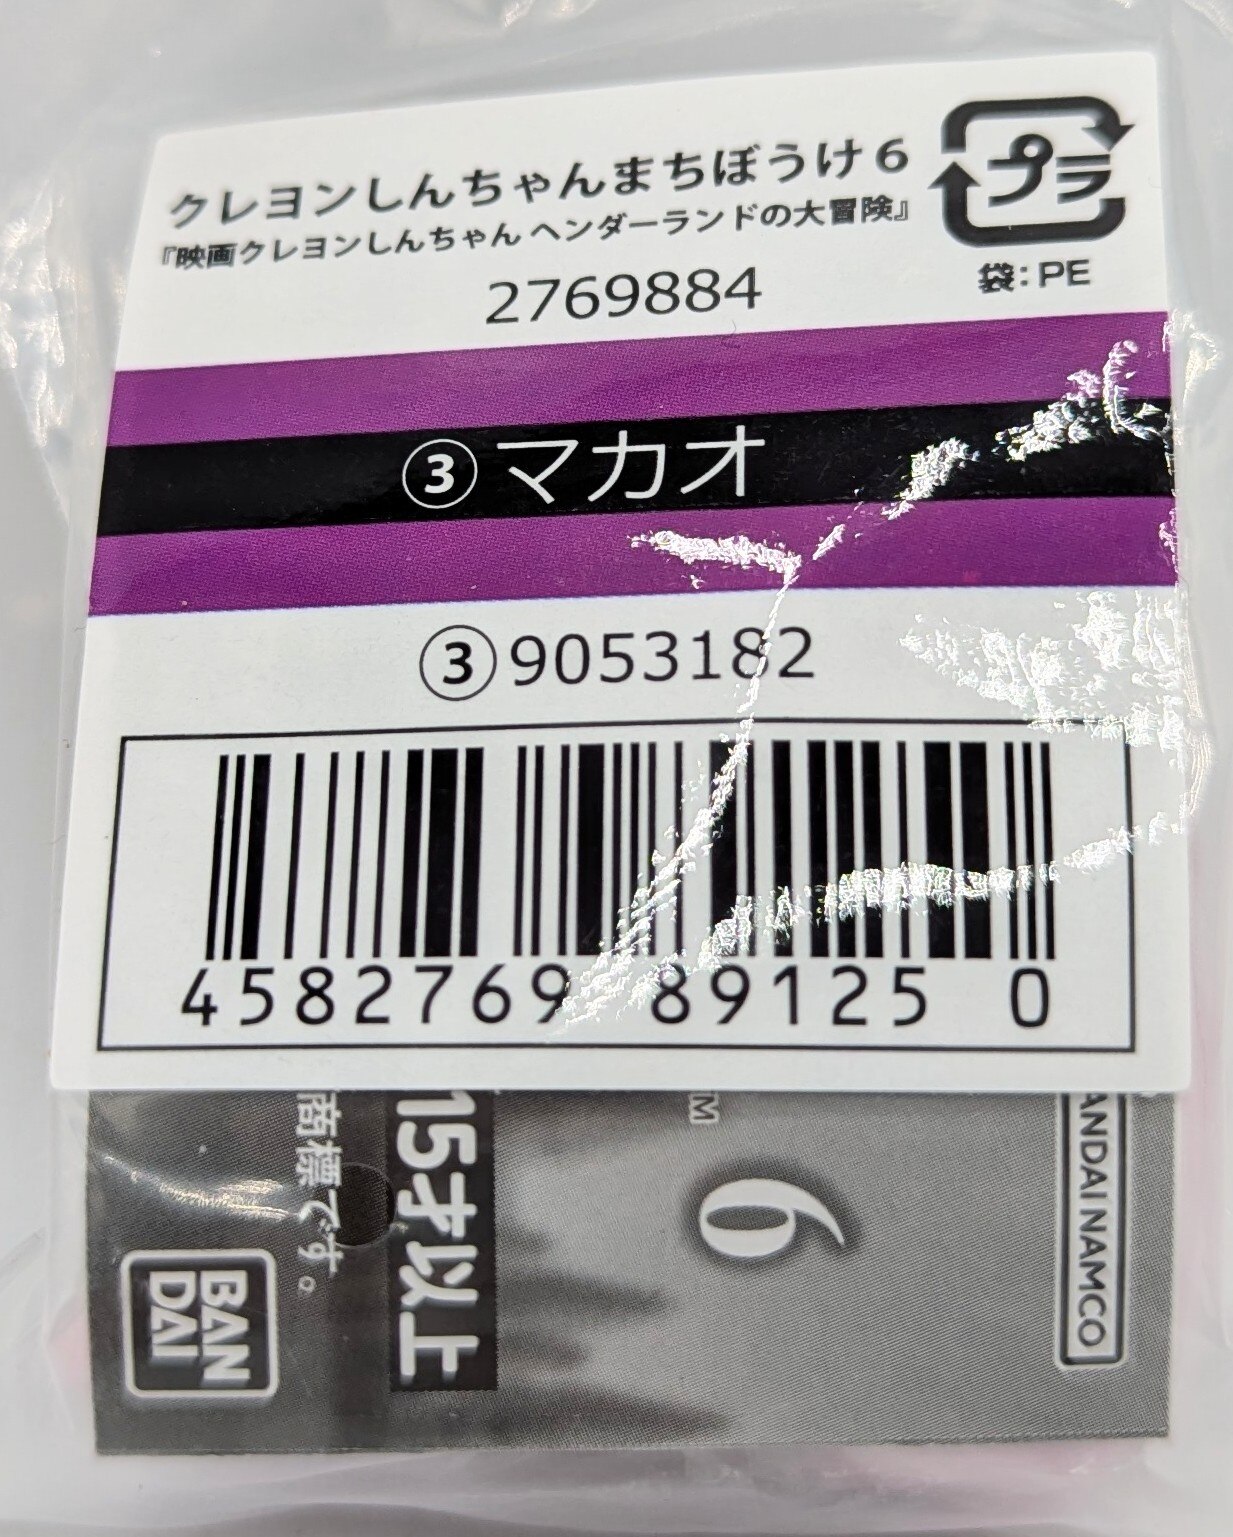 クレヨンしんちゃんまちぼうけ6
『映画クレヨンしんちゃん ヘンダーランドの大冒険』
2769884
プラ
袋:PE
③マカオ
③9053182
4582769 89125 0
商標です。
15才以上
TM
6
BANDAI NAMCO
BAN
DAI